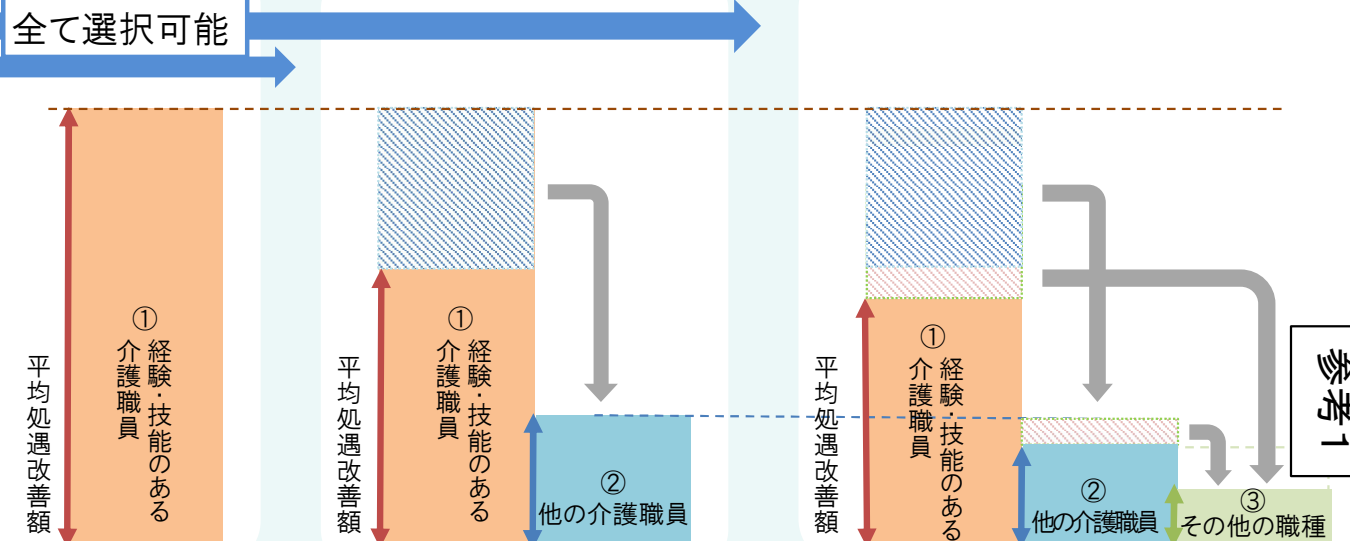 全て選択可能
平均処遇改善額
①
経験・技能のある
介護職員
平均処遇改善額
①
経験・技能のある
介護職員
②
他の介護職員
平均処遇改善額
①
経験・技能のある
介護職員
②
他の介護職員
③
その他の職種
参考1